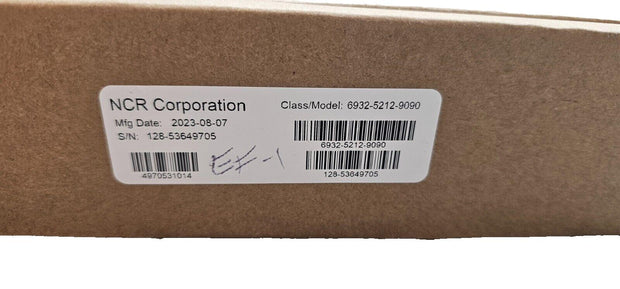 NCR Corporation
Class/Model: 6932-5212-9090
Mfg Date: 2023-08-07
S/N: 128-53649705
6932-5212-9090
4970531014
EX-1
128-53649705